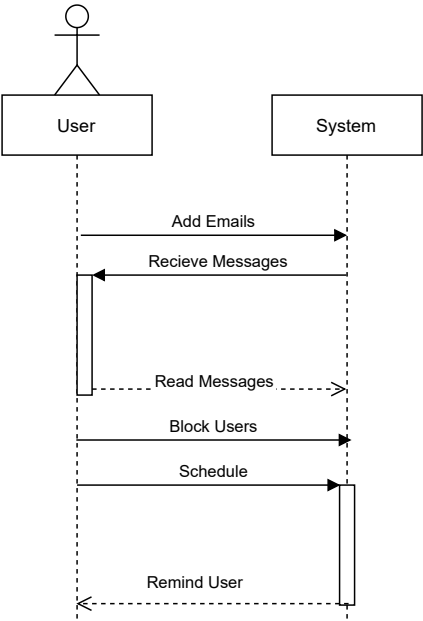 User
System
Add Emails
Recieve Messages
Read Messages
Block Users
Schedule
Remind User